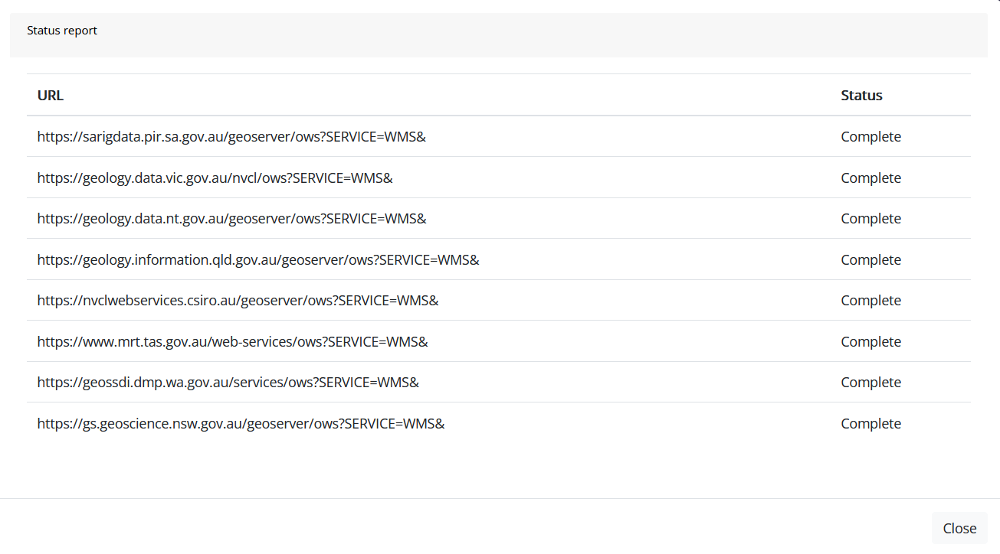 Status report
URL Status
https://sarigdata.pir.sa.gov.au/geoserver/ows?SERVICE=WMS& Complete
https://geology.data.vic.gov.au/nvcl/ows?SERVICE=WMS& Complete
https://geology.data.nt.gov.au/geoserver/ows?SERVICE=WMS& Complete
https://geology.information.qld.gov.au/geoserver/ows?SERVICE=WMS& Complete
https://nvclwebservices.csiro.au/geoserver/ows?SERVICE=WMS& Complete
https://www.mrt.tas.gov.au/web-services/ows?SERVICE=WMS& Complete
https://geossdi.dmp.wa.gov.au/services/ows?SERVICE=WMS& Complete
https://gs.geoscience.nsw.gov.au/geoserver/ows?SERVICE=WMS& Complete
Close